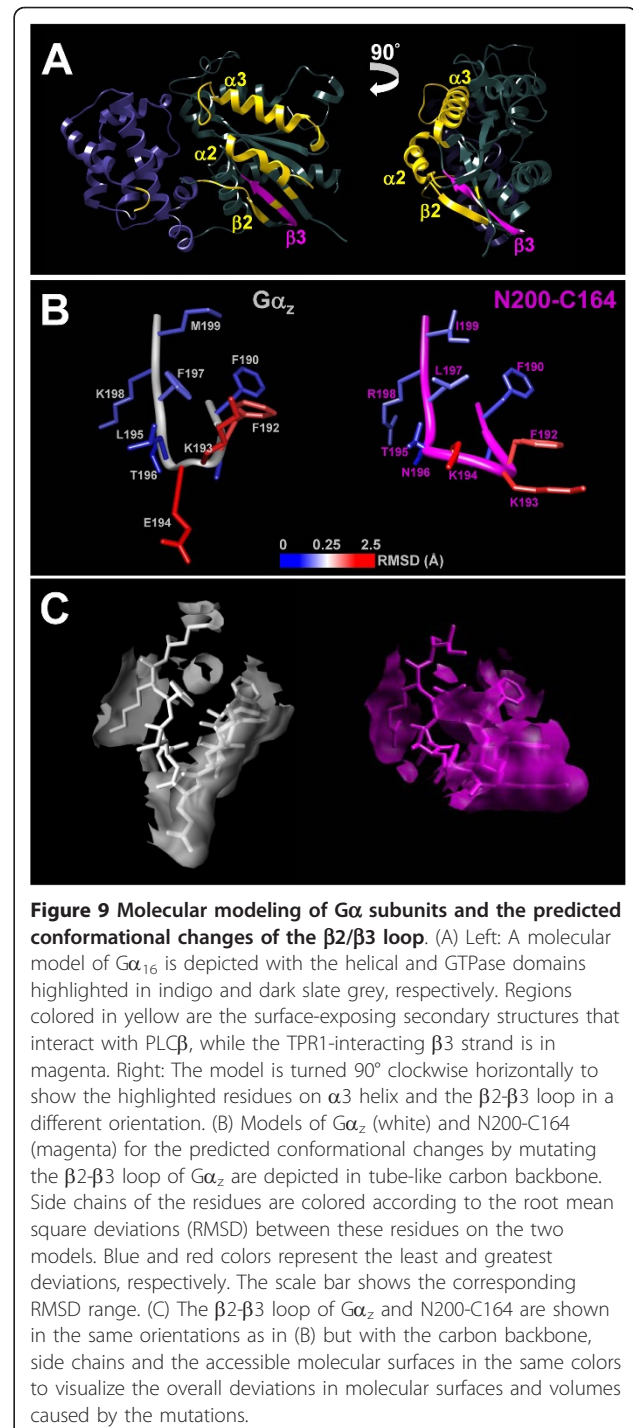 A
90°
α3
α3
α2
α2
β2
β2
β3
β3
B
Gαz
N200-C164
M199
I199
F190
F190
F197
L197
K198
R198
F192
F192
L195
K193
T195
T196
N196
K194
K193
E194
0 0.25 2.5
RMSD (Å)
C
Figure 9 Molecular modeling of Gα subunits and the predicted
conformational changes of the β2/β3 loop. (A) Left: A molecular
model of Gα16 is depicted with the helical and GTPase domains
highlighted in indigo and dark slate grey, respectively. Regions
colored in yellow are the surface-exposing secondary structures that
interact with PLCβ, while the TPR1-interacting β3 strand is in
magenta. Right: The model is turned 90° clockwise horizontally to
show the highlighted residues on α3 helix and the β2-β3 loop in a
different orientation. (B) Models of Gαz (white) and N200-C164
(magenta) for the predicted conformational changes by mutating
the β2-β3 loop of Gαz are depicted in tube-like carbon backbone.
Side chains of the residues are colored according to the root mean
square deviations (RMSD) between these residues on the two
models. Blue and red colors represent the least and greatest
deviations, respectively. The scale bar shows the corresponding
RMSD range. (C) The β2-β3 loop of Gαz and N200-C164 are shown
in the same orientations as in (B) but with the carbon backbone,
side chains and the accessible molecular surfaces in the same colors
to visualize the overall deviations in molecular surfaces and volumes
caused by the mutations.